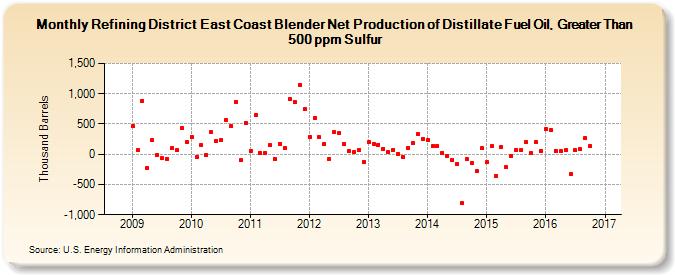 Monthly Refining District East Coast Blender Net Production of Distillate Fuel Oil, Greater Than
500 ppm Sulfur
Thousand Barrels
1,500
1,000
500
0
-500
-1,000
2009 2010 2011 2012 2013 2014 2015 2016 2017
Source: U.S. Energy Information Administration